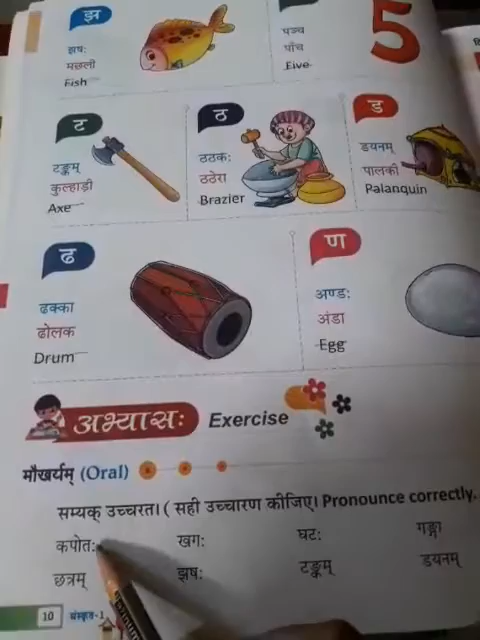 झ
झषः
मछली
Fish
पञ्च
पाँच
Five
5
ट
टङ्कम्
कुल्हाड़ी
Axe
ठ
ठठकः
ठठेरा
Brazier
ड
डयनम्
पालकी
Palanquin
ढ
ढक्का
ढोलक
Drum
ण
अण्डः
अंडा
Egg
अभ्यासः Exercise
मौखर्यम् (Oral)
सम्यक् उच्चरत। ( सही उच्चारण कीजिए। Pronounce correctly.
कपोतः खगः घटः गङ्गा
छत्रम् झषः टङ्कम् डयनम्
10 संस्कृत-1